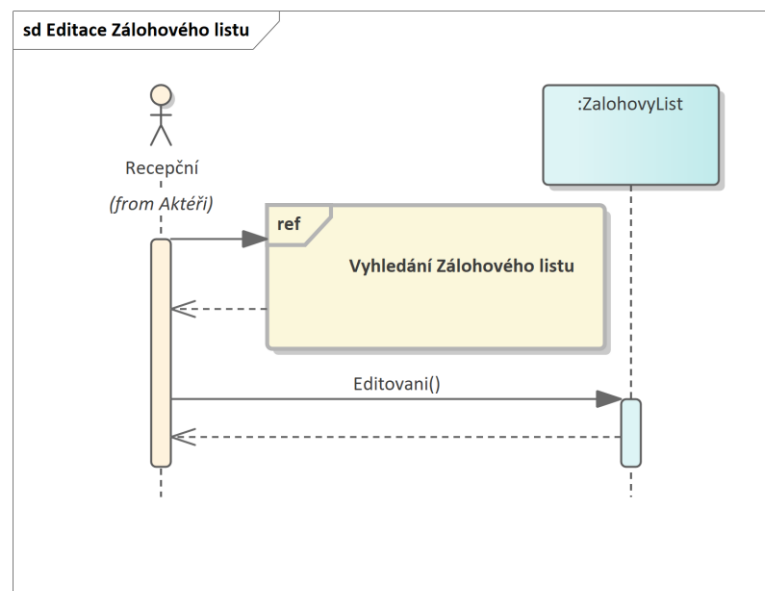 sd Editace Zálohového listu
:ZalohovyList
Recepční
(from Aktéři)
ref
Vyhledání Zálohového listu
Editovani()